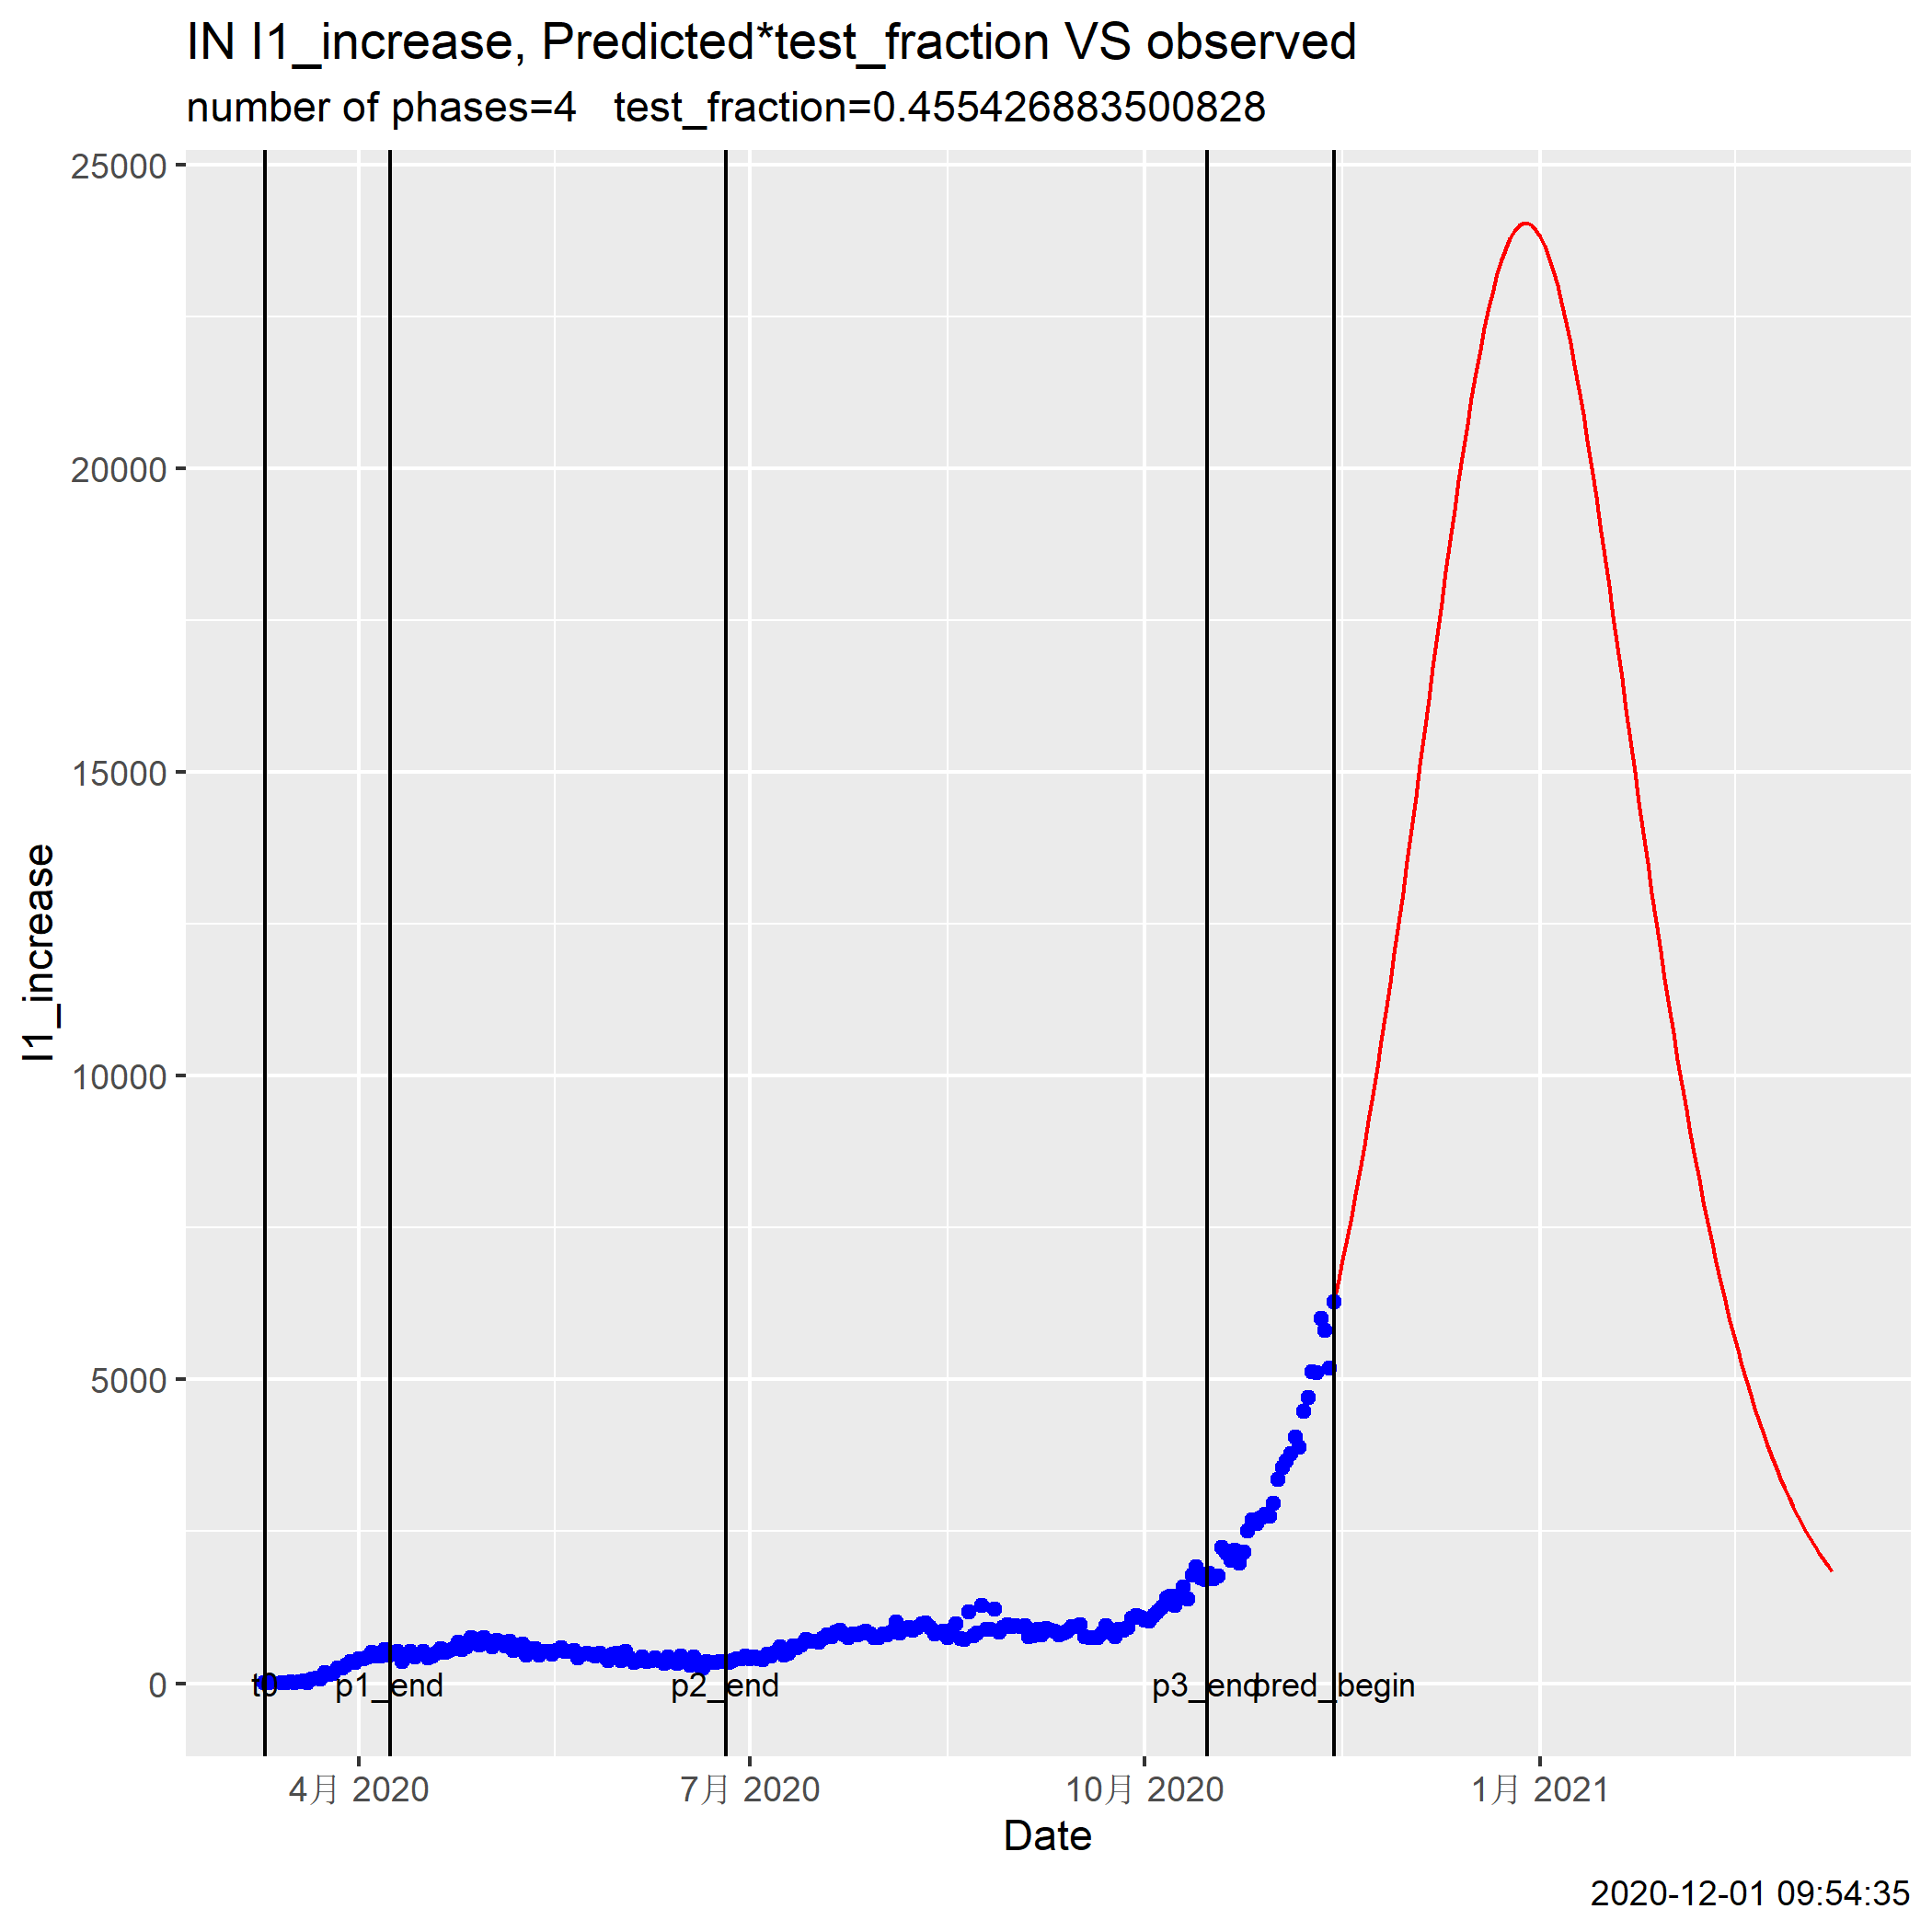 IN I1_increase, Predicted*test_fraction VS observed
number of phases=4   test_fraction=0.455426883500828
25000
20000
15000
10000
5000
0
I1_increase
t0
p1_end
p2_end
p3_end
pred_begin
4月 2020
7月 2020
10月 2020
1月 2021
Date
2020-12-01 09:54:35